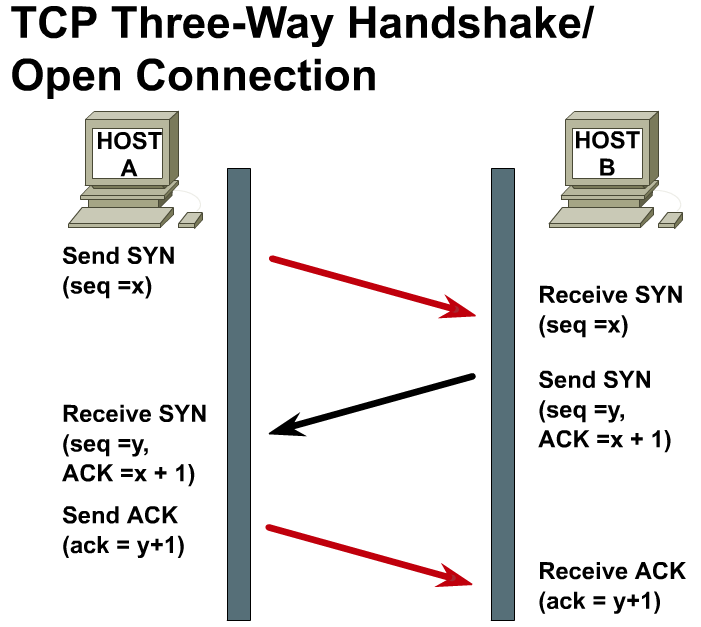 TCP Three-Way Handshake/
Open Connection
HOST
A
HOST
B
Send SYN
(seq =x)
Receive SYN
(seq =x)
Send SYN
(seq =y,
ACK =x + 1)
Receive SYN
(seq =y,
ACK =x + 1)
Send ACK
(ack = y+1)
Receive ACK
(ack = y+1)